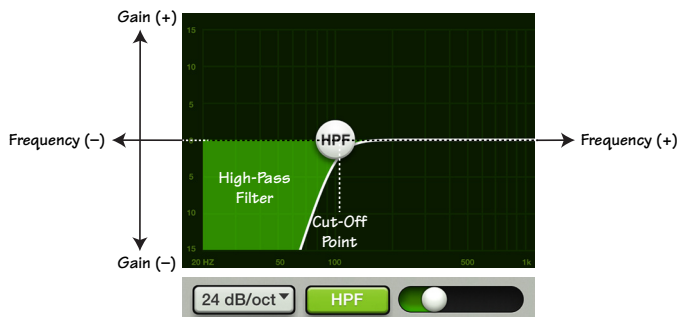 Gain (+)
15
10
5
Frequency (–)
0
HPF
Frequency (+)
High-Pass
Filter
5
10
Cut-Off
Point
15
Gain (–)
20 HZ
50
100
500
1k
24 dB/oct
HPF